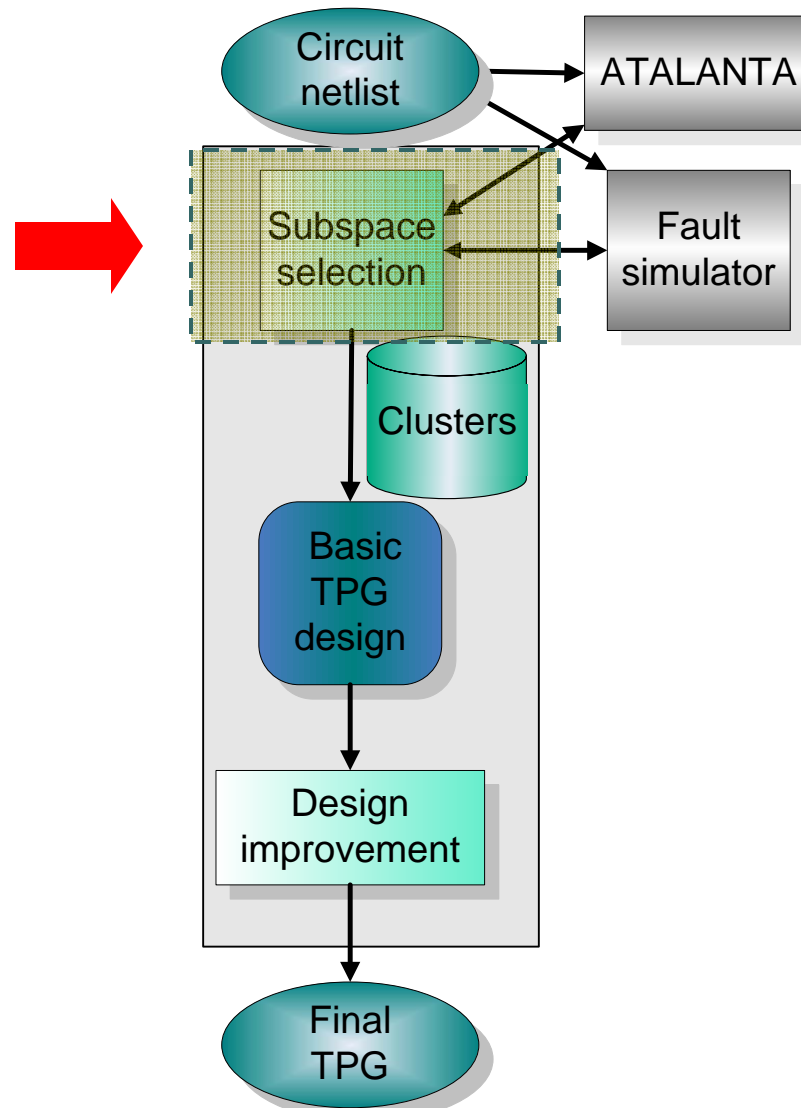 Circuit
netlist
ATALANTA
Subspace
selection
Fault
simulator
Clusters
Basic
TPG
design
Design
improvement
Final
TPG